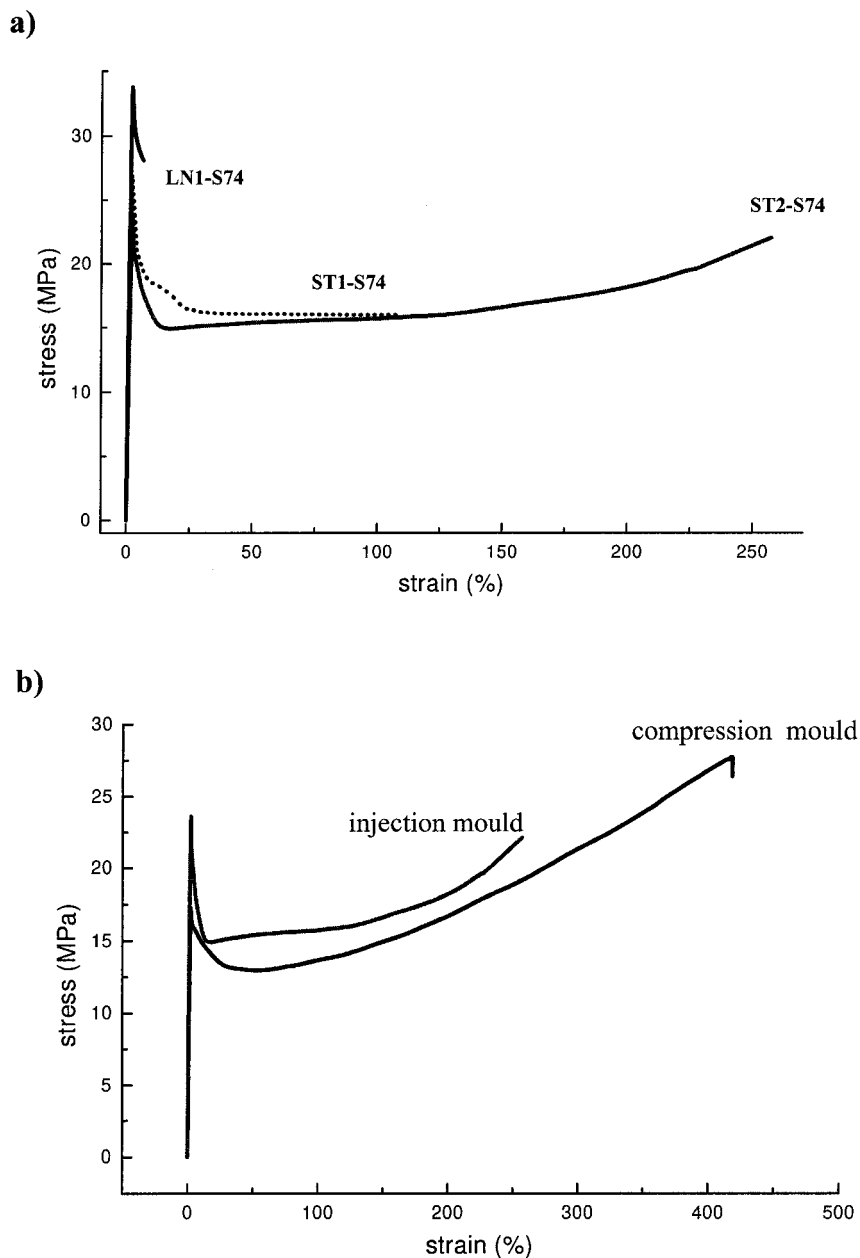 a)
30
LN1-S74
ST2-S74
20
ST1-S74
stress (MPa)
10
0
0 50 100 150 200 250
strain (%)
b)
30
compression mould
25
injection mould
20
15
stress (MPa)
10
5
0
0 100 200 300 400 500
strain (%)